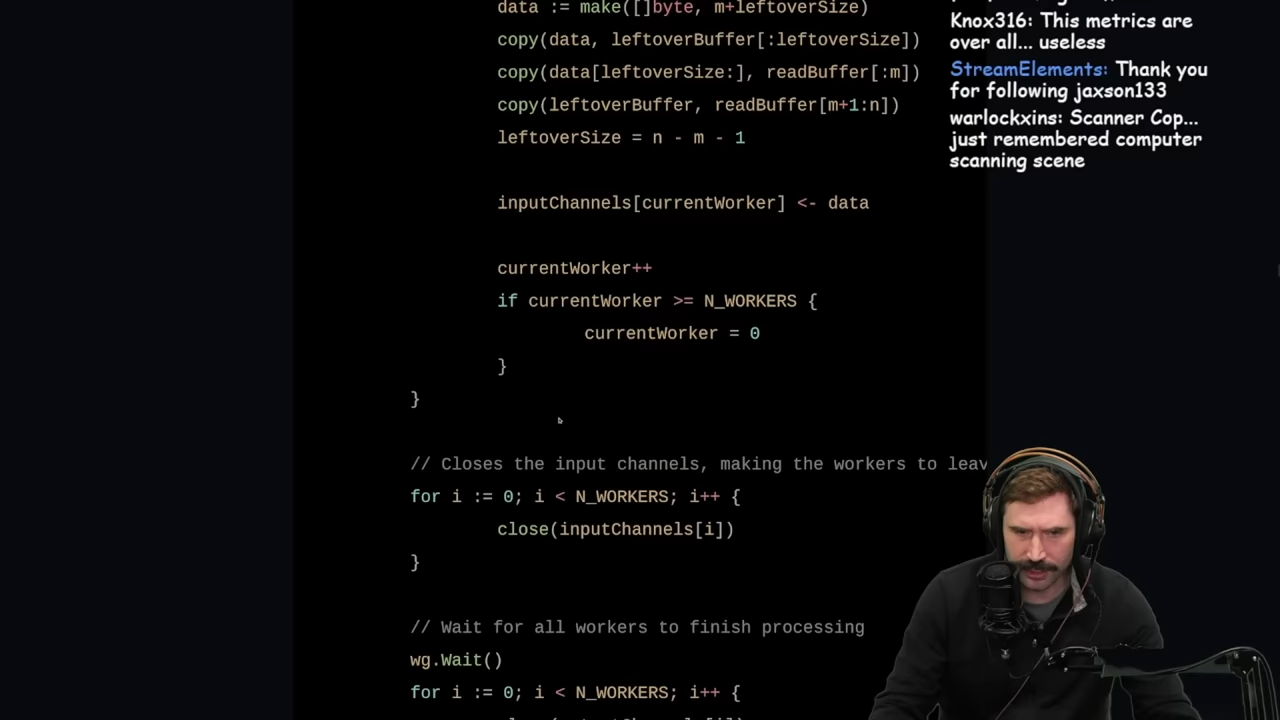 data := make([]byte, m+leftoverSize)
copy(data, leftoverBuffer[:leftoverSize])
copy(data[leftoverSize:], readBuffer[:m])
copy(leftoverBuffer, readBuffer[m+1:n])
leftoverSize = n - m - 1
inputChannels[currentWorker] <- data
currentWorker++
if currentWorker >= N_WORKERS {
currentWorker = 0
}
}
// Closes the input channels, making the workers to leav
for i := 0; i < N_WORKERS; i++ {
close(inputChannels[i])
}
// Wait for all workers to finish processing
wg.Wait()
for i := 0; i < N_WORKERS; i++ {
Knox316: This metrics are
over all... useless
StreamElements: Thank you
for following jaxson133
warlockxins: Scanner Cop...
just remembered computer
scanning scene